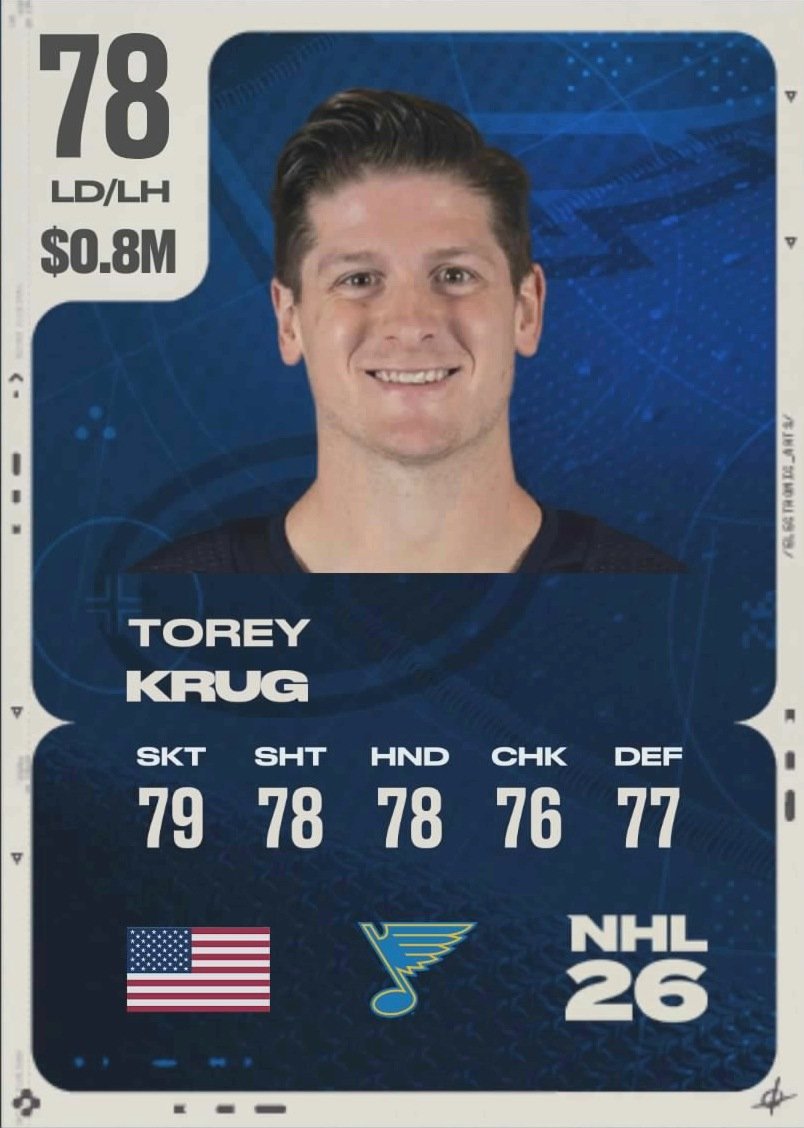 78
LD/LH
$0.8M
/ELECTRONIC_ARTS/
TOREY
KRUG
SKT SHT HND CHK DEF
79 78 78 76 77
NHL
26